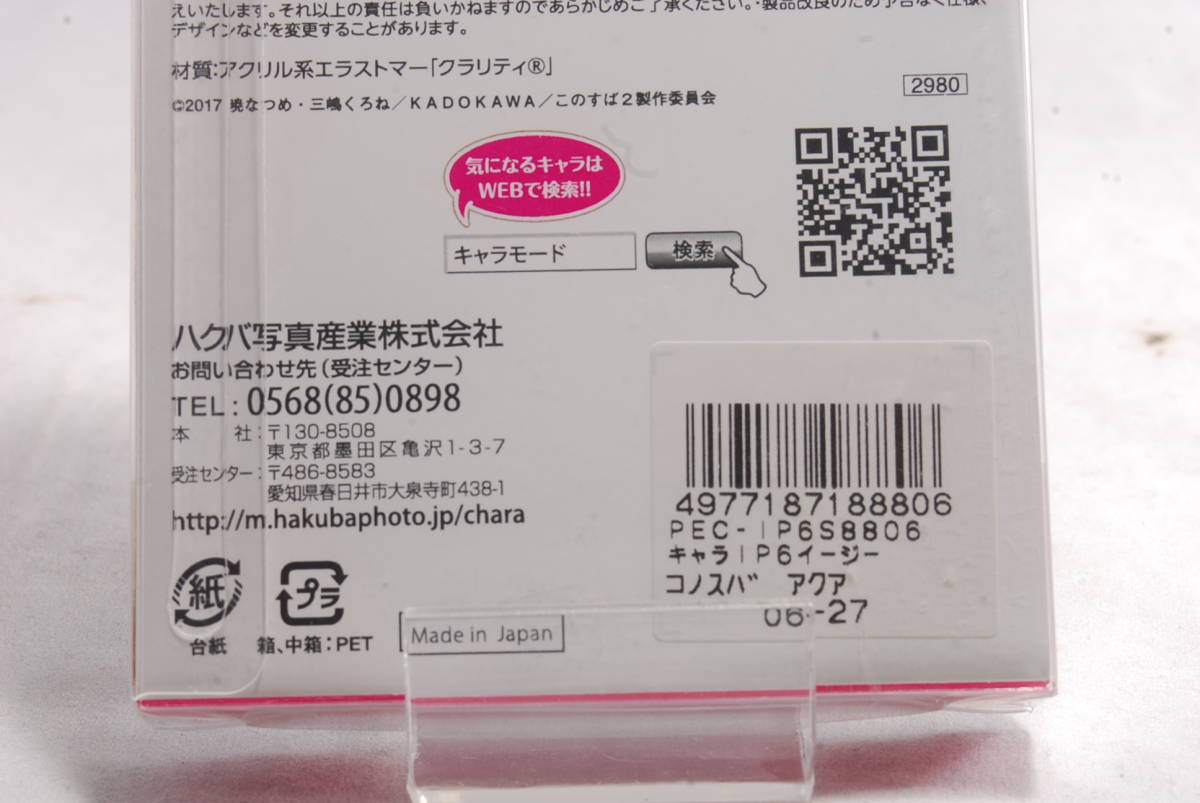 えいたします。それ以上の責任は負いかねますのであらかじめご了承ください。・製品改良のため予告なく仕様、
デザインなどを変更することがあります。
材質:アクリル系エラストマー「クラリティ®」
©2017 暁なつめ・三嶋くろね/KADOKAWA/このすば2製作委員会
2980
気になるキャラは
WEBで検索!!
キャラモード
検索
ハクバ写真産業株式会社
お問い合わせ先(受注センター)
TEL:0568(85)0898
本 社:〒130-8508
東京都墨田区亀沢1-3-7
受注センター:〒486-8583
愛知県春日井市大泉寺町438-1
http://m.hakubaphoto.jp/chara
紙
台紙
プラ
箱、中箱:PET
Made in Japan
4977187188806
PEC-IP6S8806
キャラIP6イージー
コノスバ アクア
06-27